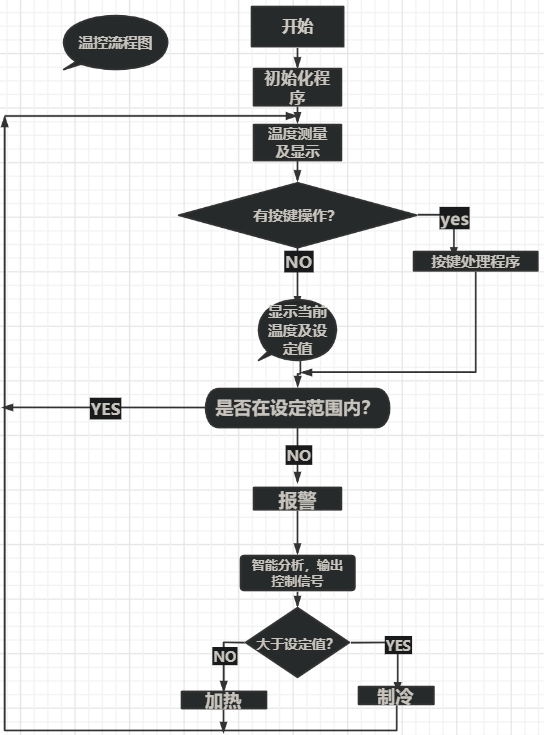 温控流程图
开始
初始化程
序
温度测量
及显示
有按键操作?
yes
NO
按键处理程序
显示当前
温度及设
定值
YES
是否在设定范围内?
NO
报警
智能分析，输出
控制信号
大于设定值?
NO
YES
加热
制冷